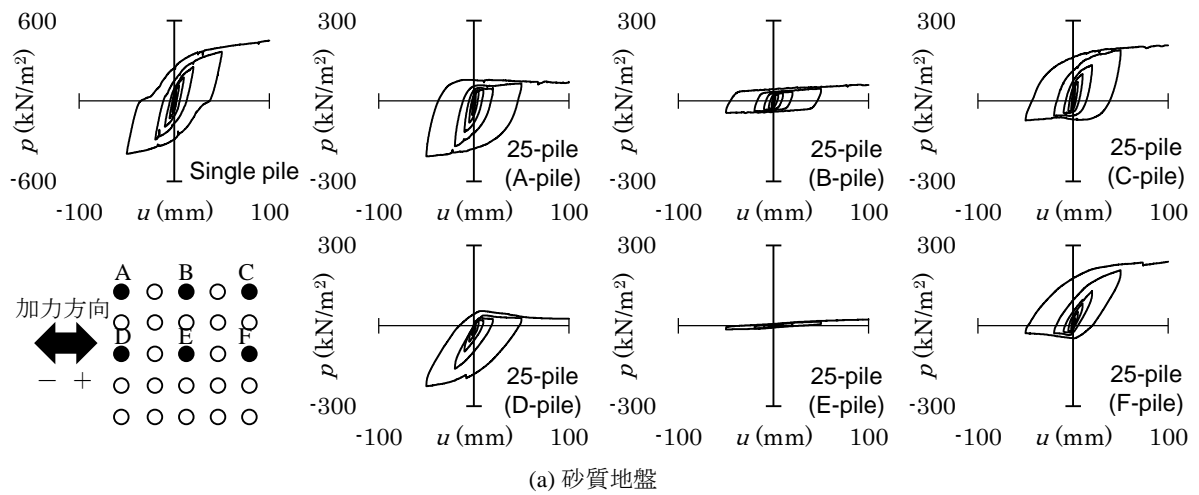 600
p (kN/m²)
-600
Single pile
-100 u (mm) 100
300
p (kN/m²)
-300
25-pile
(A-pile)
-100 u (mm) 100
300
p (kN/m²)
-300
25-pile
(B-pile)
-100 u (mm) 100
300
p (kN/m²)
-300
25-pile
(C-pile)
-100 u (mm) 100
A B C
加力方向
D E F
− +
300
p (kN/m²)
-300
25-pile
(D-pile)
-100 u (mm) 100
300
p (kN/m²)
-300
25-pile
(E-pile)
-100 u (mm) 100
300
p (kN/m²)
-300
25-pile
(F-pile)
-100 u (mm) 100
(a) 砂質地盤